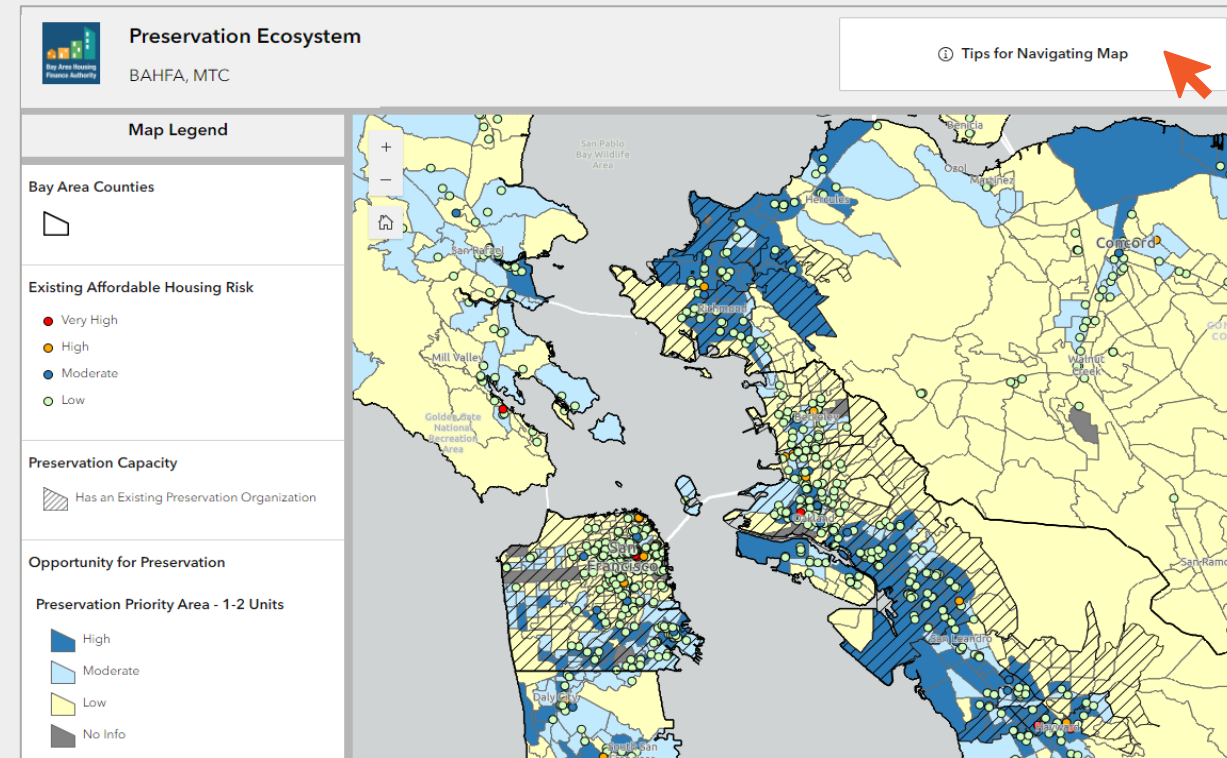 Bay Area Housing
Finance Authority
Preservation Ecosystem
BAHFA, MTC
Tips for Navigating Map
Map Legend
Bay Area Counties
Existing Affordable Housing Risk
Very High
High
Moderate
Low
Preservation Capacity
Has an Existing Preservation Organization
Opportunity for Preservation
Preservation Priority Area - 1-2 Units
High
Moderate
Low
No Info
+
−
San Pablo
Bay Wildlife
Area
Benicia
Ozol
Martinez
Hercules
San Rafael
Concord
Richmond
Mill Valley
Walnut
Creek
Golden Gate
National
Recreation
Area
Berkeley
Oakland
San
Francisco
San Leandro
Daly City
Hayward
South San